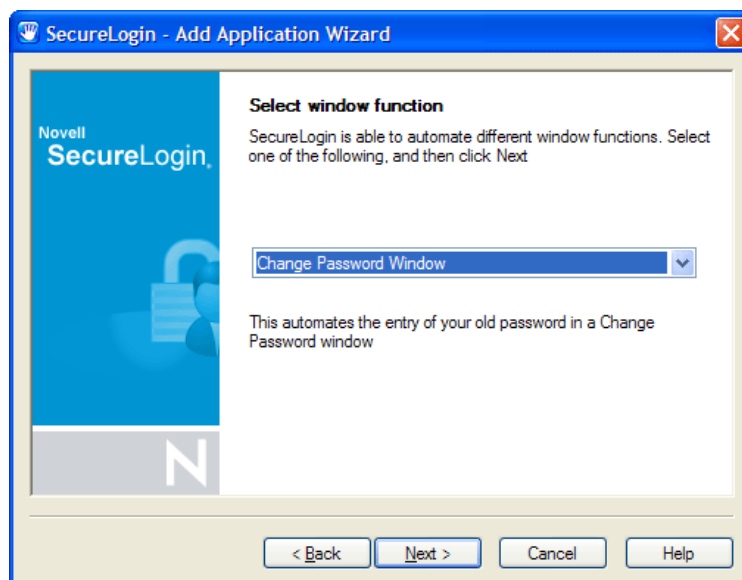 SecureLogin - Add Application Wizard
Novell
SecureLogin®
Select window function
SecureLogin is able to automate different window functions. Select
one of the following, and then click Next
Change Password Window
This automates the entry of your old password in a Change
Password window
N
< Back
Next >
Cancel
Help